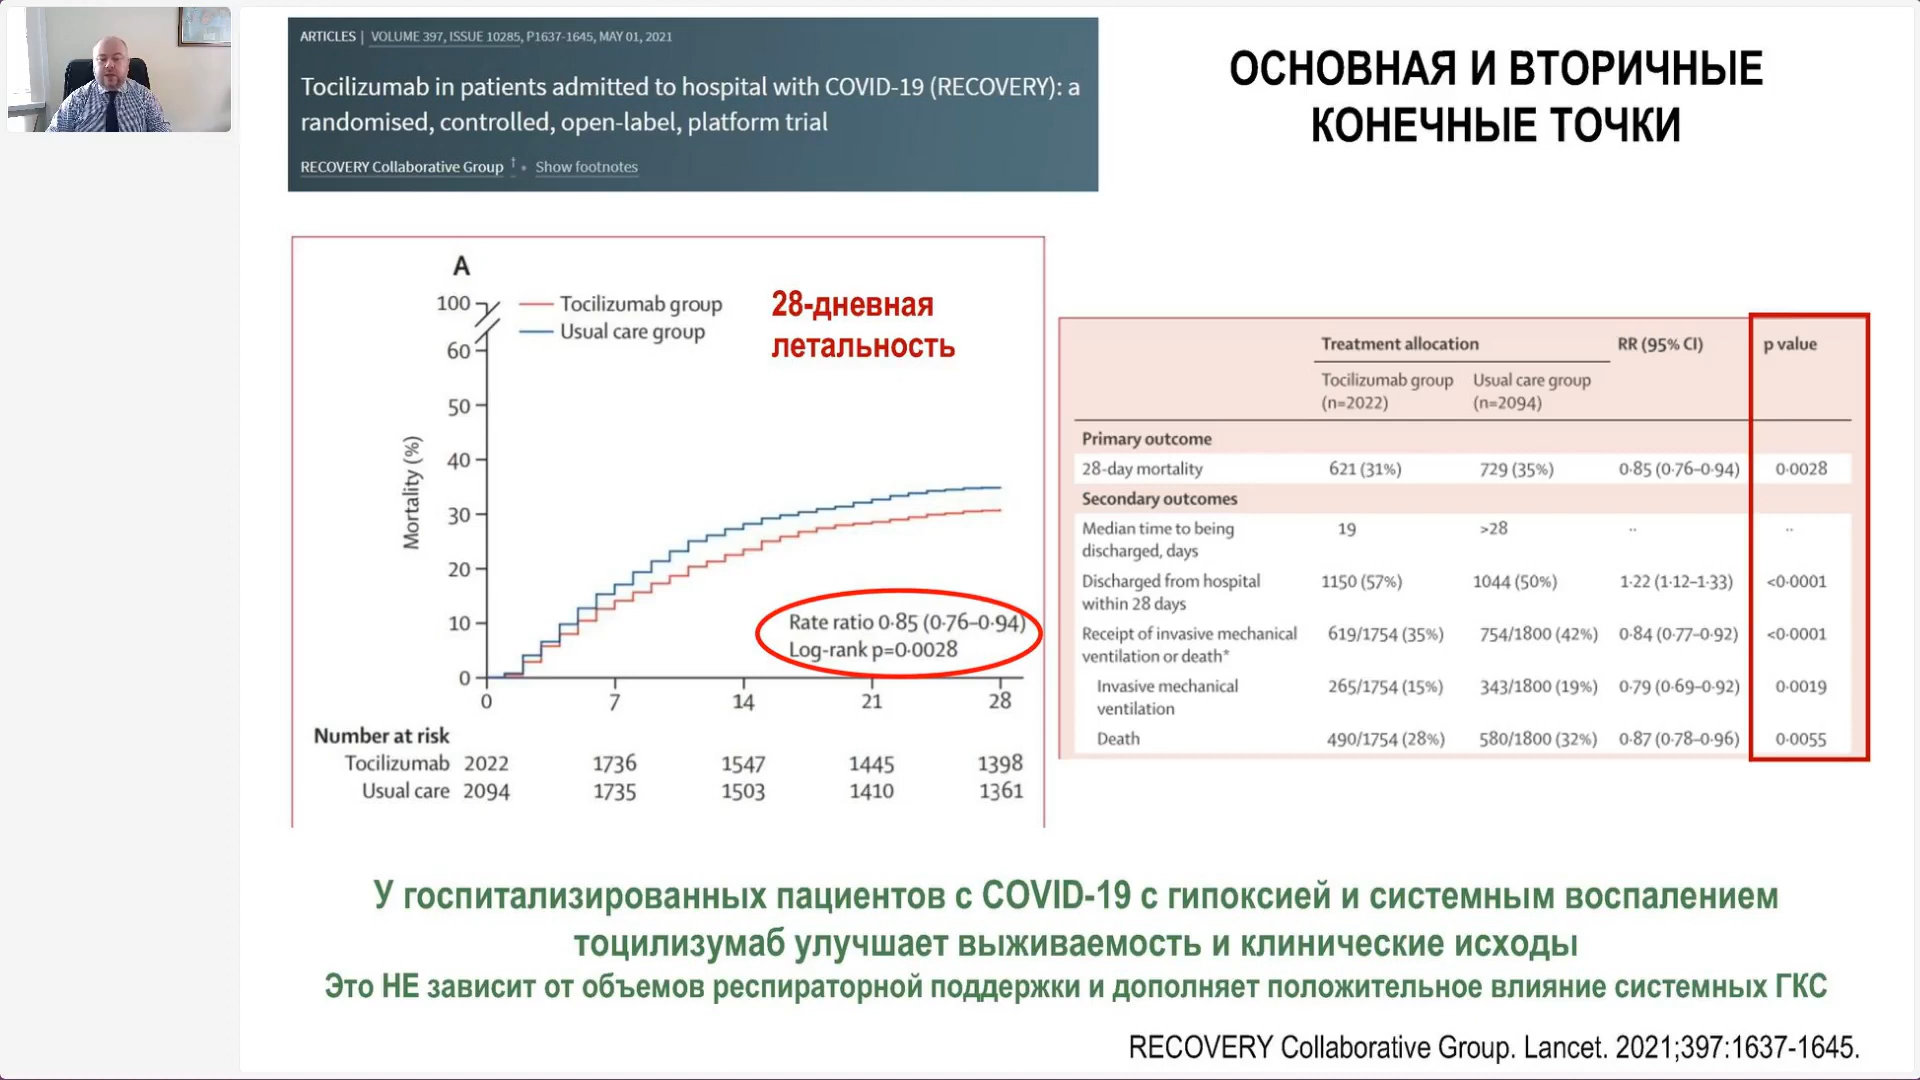 ARTICLES | VOLUME 397, ISSUE 10285, P1637-1645, MAY 01, 2021
Tocilizumab in patients admitted to hospital with COVID-19 (RECOVERY): a
randomised, controlled, open-label, platform trial
RECOVERY Collaborative Group † • Show footnotes
ОСНОВНАЯ И ВТОРИЧНЫЕ
КОНЕЧНЫЕ ТОЧКИ
A
28-дневная
летальность
Tocilizumab group
Usual care group
Mortality (%)
100
60
50
40
30
20
10
0
Rate ratio 0·85 (0·76–0·94)
Log-rank p=0·0028
0 7 14 21 28
Number at risk
Tocilizumab 2022 1736 1547 1445 1398
Usual care 2094 1735 1503 1410 1361
Treatment allocation RR (95% CI) p value
Tocilizumab group Usual care group
(n=2022) (n=2094)
Primary outcome
28-day mortality 621 (31%) 729 (35%) 0·85 (0·76–0·94) 0·0028
Secondary outcomes
Median time to being 19 >28 ·· ··
discharged, days
Discharged from hospital 1150 (57%) 1044 (50%) 1·22 (1·12–1·33) <0·0001
within 28 days
Receipt of invasive mechanical 619/1754 (35%) 754/1800 (42%) 0·84 (0·77–0·92) <0·0001
ventilation or death*
Invasive mechanical 265/1754 (15%) 343/1800 (19%) 0·79 (0·69–0·92) 0·0019
ventilation
Death 490/1754 (28%) 580/1800 (32%) 0·87 (0·78–0·96) 0·0055
У госпитализированных пациентов с COVID-19 с гипоксией и системным воспалением
тоцилизумаб улучшает выживаемость и клинические исходы
Это НЕ зависит от объемов респираторной поддержки и дополняет положительное влияние системных ГКС
RECOVERY Collaborative Group. Lancet. 2021;397:1637-1645.